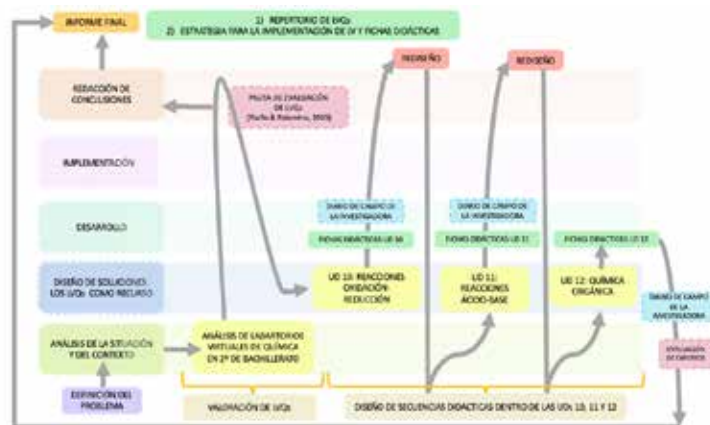 INFORME FINAL
1) REPERTORIO DE LVQs
2) ESTRATEGIA PARA LA IMPLEMENTACIÓN DE LV Y FICHAS DIDÁCTICAS
REDISEÑO
REDISEÑO
REDACCIÓN DE
CONCLUSIONES
PAUTA DE EVALUACIÓN
DE LVQs
IMPLEMENTACIÓN
DESARROLLO
DIARIO DE CAMPO DE
LA INVESTIGADORA
FICHAS DIDÁCTICAS UD 10
DIARIO DE CAMPO DE
LA INVESTIGADORA
FICHAS DIDÁCTICAS UD 11
FICHAS DIDÁCTICAS UD 12
DISEÑO DE SOLUCIONES:
LOS LVQs COMO RECURSO
UD 10: REACCIONES
OXIDACIÓN-
REDUCCIÓN
UD 11:
REACCIONES
ÁCIDO-BASE
UD 12: QUÍMICA
ORGÁNICA
DIARIO DE CAMPO
DE LA
INVESTIGADORA
ANÁLISIS DE LA SITUACIÓN
Y DEL CONTEXTO
ANÁLISIS DE LABORTORIOS
VIRTUALES DE QUÍMICA
EN 2º DE BACHILLERATO
EVALUACIÓN
DE EXPERTOS
DEFINICIÓN DEL
PROBLEMA
VALORACIÓN DE LVQs
DISEÑO DE SECUENCIAS DIDÁCTICAS DENTRO DE LAS UDs 10, 11 Y 12